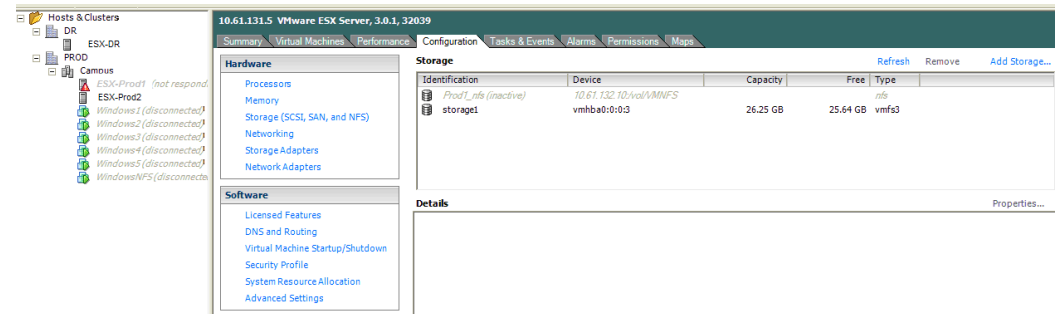 Hosts & Clusters
DR
ESX-DR
PROD
Campus
ESX-Prod1 (not respond
ESX-Prod2
Windows1 (disconnected)
Windows2 (disconnected)
Windows3 (disconnected)
Windows4 (disconnected)
Windows5 (disconnected)
WindowsNFS (disconnecte
10.61.131.5 VMware ESX Server, 3.0.1, 32039
Summary Virtual Machines Performance Configuration Tasks & Events Alarms Permissions Maps
Hardware
Processors
Memory
Storage (SCSI, SAN, and NFS)
Networking
Storage Adapters
Network Adapters
Software
Licensed Features
DNS and Routing
Virtual Machine Startup/Shutdown
Security Profile
System Resource Allocation
Advanced Settings
Storage Refresh Remove Add Storage...
Identification Device Capacity Free Type
Prod1_nfs (inactive) 10.61.132.10:/vol/VMNFS nfs
storage1 vmhba0:0:0:3 26.25 GB 25.64 GB vmfs3
Details Properties...